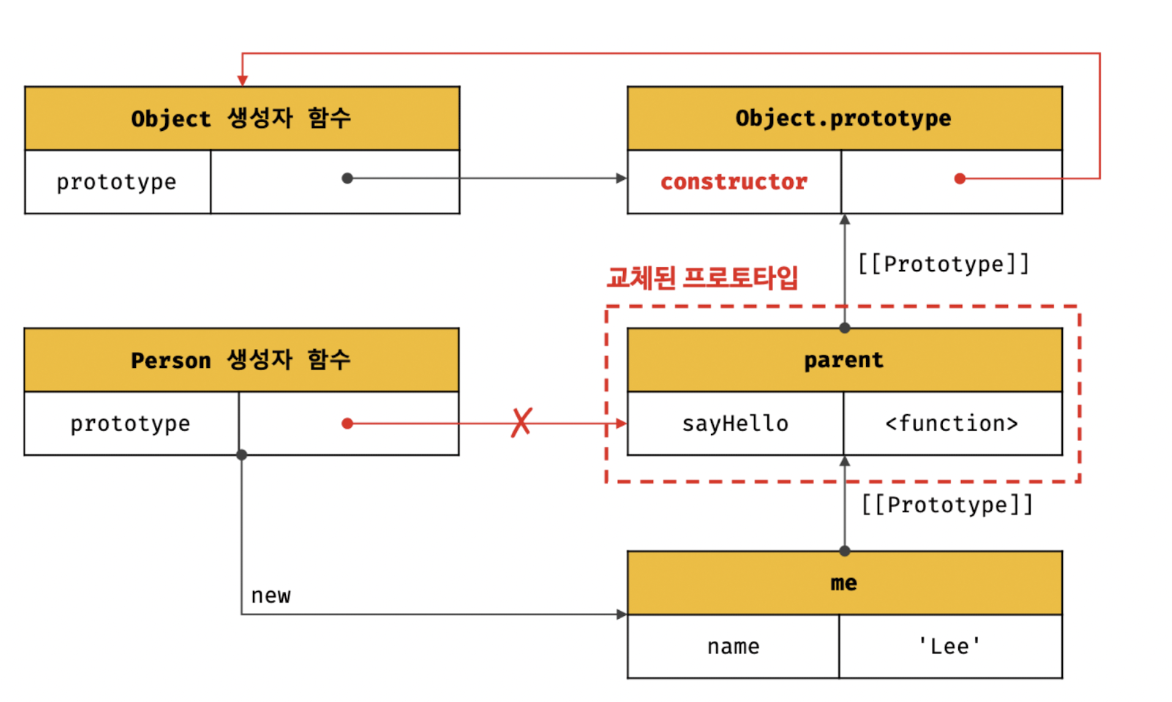 Object 생성자 함수
prototype
Object.prototype
constructor
[[Prototype]]
교체된 프로토타입
Person 생성자 함수
prototype
parent
sayHello
<function>
[[Prototype]]
new
me
name
'Lee'